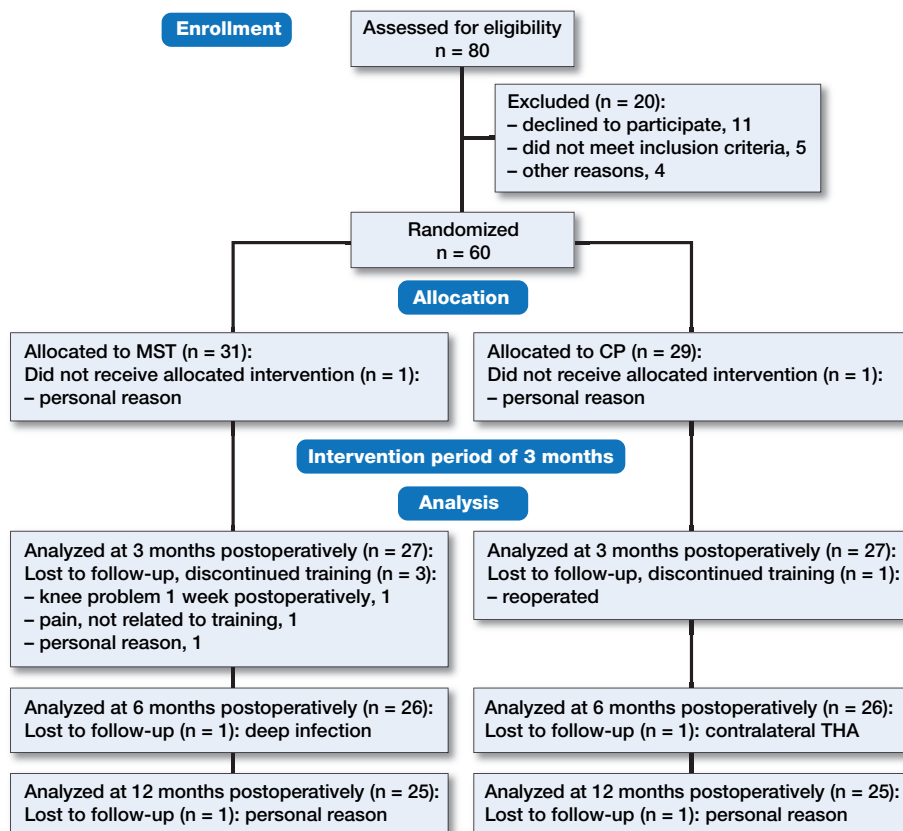 Enrollment
Assessed for eligibility
n = 80
Excluded (n = 20):
– declined to participate, 11
– did not meet inclusion criteria, 5
– other reasons, 4
Randomized
n = 60
Allocation
Allocated to MST (n = 31):
Did not receive allocated intervention (n = 1):
– personal reason
Allocated to CP (n = 29):
Did not receive allocated intervention (n = 1):
– personal reason
Intervention period of 3 months
Analysis
Analyzed at 3 months postoperatively (n = 27):
Lost to follow-up, discontinued training (n = 3):
– knee problem 1 week postoperatively, 1
– pain, not related to training, 1
– personal reason, 1
Analyzed at 3 months postoperatively (n = 27):
Lost to follow-up, discontinued training (n = 1):
– reoperated
Analyzed at 6 months postoperatively (n = 26):
Lost to follow-up (n = 1): deep infection
Analyzed at 6 months postoperatively (n = 26):
Lost to follow-up (n = 1): contralateral THA
Analyzed at 12 months postoperatively (n = 25):
Lost to follow-up (n = 1): personal reason
Analyzed at 12 months postoperatively (n = 25):
Lost to follow-up (n = 1): personal reason